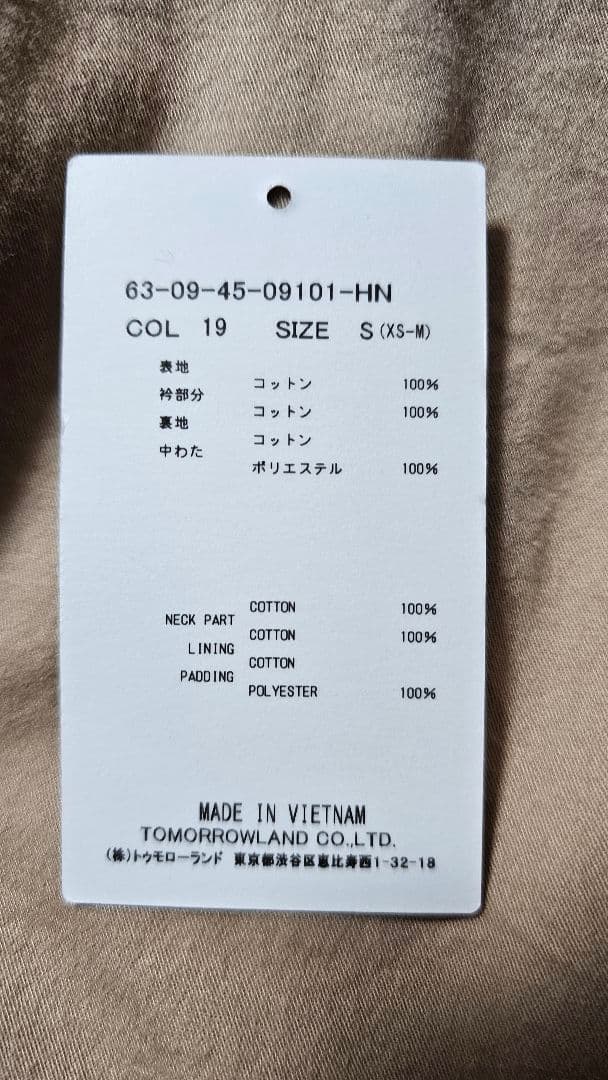 63-09-45-09101-HN
COL 19 SIZE S (XS-M)
表地
コットン 100%
衿部分
コットン 100%
裏地
コットン
中わた
ポリエステル 100%
COTTON 100%
NECK PART
COTTON 100%
LINING
COTTON
PADDING
POLYESTER 100%
MADE IN VIETNAM
TOMORROWLAND CO.,LTD.
(株)トゥモローランド 東京都渋谷区恵比寿西1-32-18